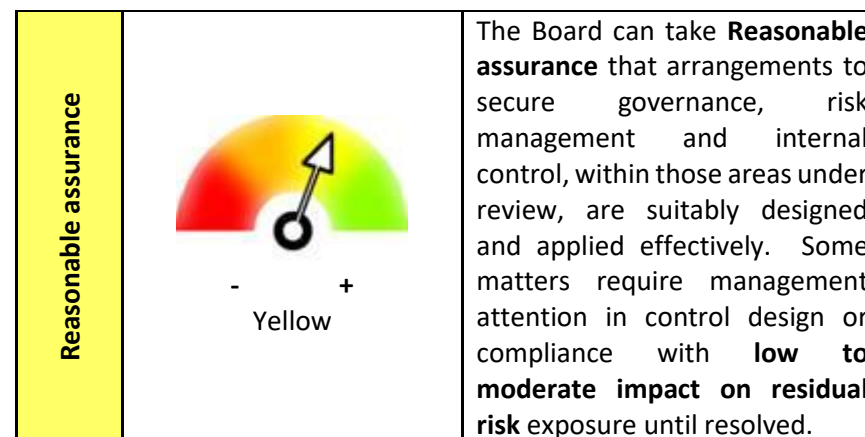 Reasonable assurance
- +
Yellow
The Board can take Reasonable
assurance that arrangements to
secure governance, risk
management and internal
control, within those areas under
review, are suitably designed
and applied effectively. Some
matters require management
attention in control design or
compliance with low to
moderate impact on residual
risk exposure until resolved.